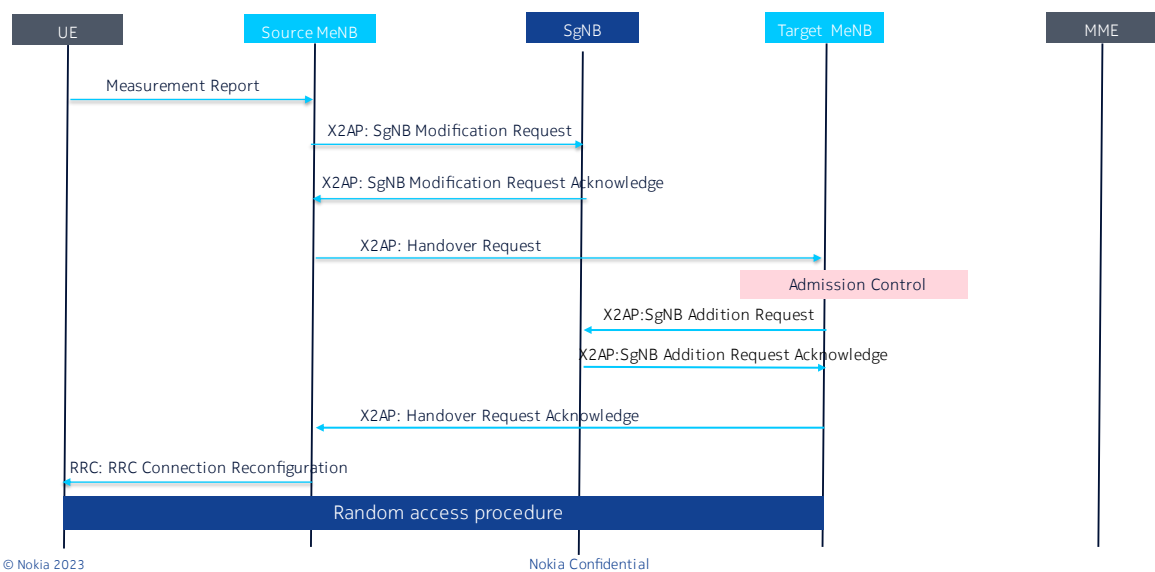 UE
Source MeNB
SgNB
Target MeNB
MME
Measurement Report
X2AP: SgNB Modification Request
X2AP: SgNB Modification Request Acknowledge
X2AP: Handover Request
Admission Control
X2AP:SgNB Addition Request
X2AP:SgNB Addition Request Acknowledge
X2AP: Handover Request Acknowledge
RRC: RRC Connection Reconfiguration
Random access procedure
© Nokia 2023
Nokia Confidential